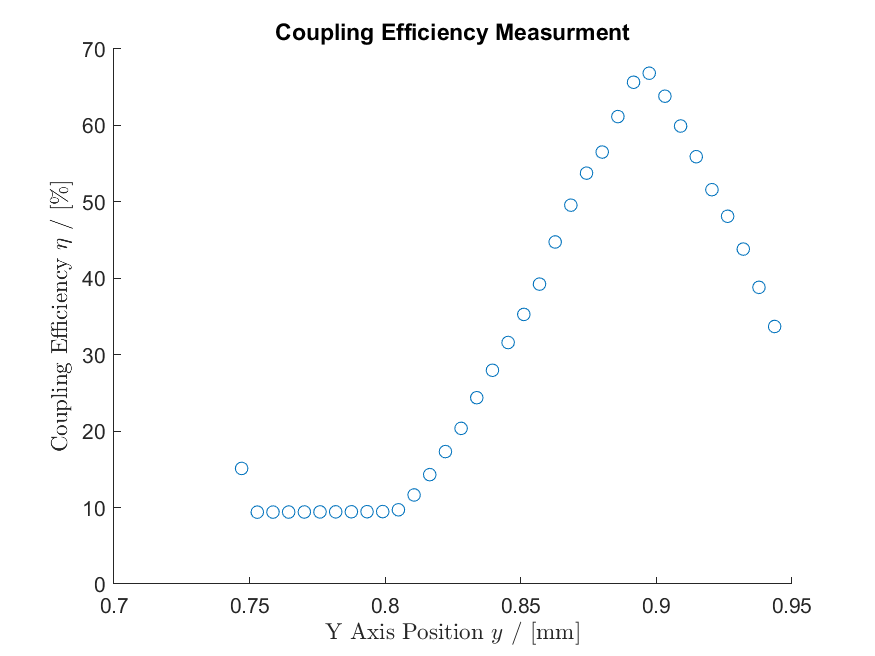 Coupling Efficiency Measurment
70
60
50
40
30
20
10
0
Coupling Efficiency η / [%]
0.7 0.75 0.8 0.85 0.9 0.95
Y Axis Position y / [mm]